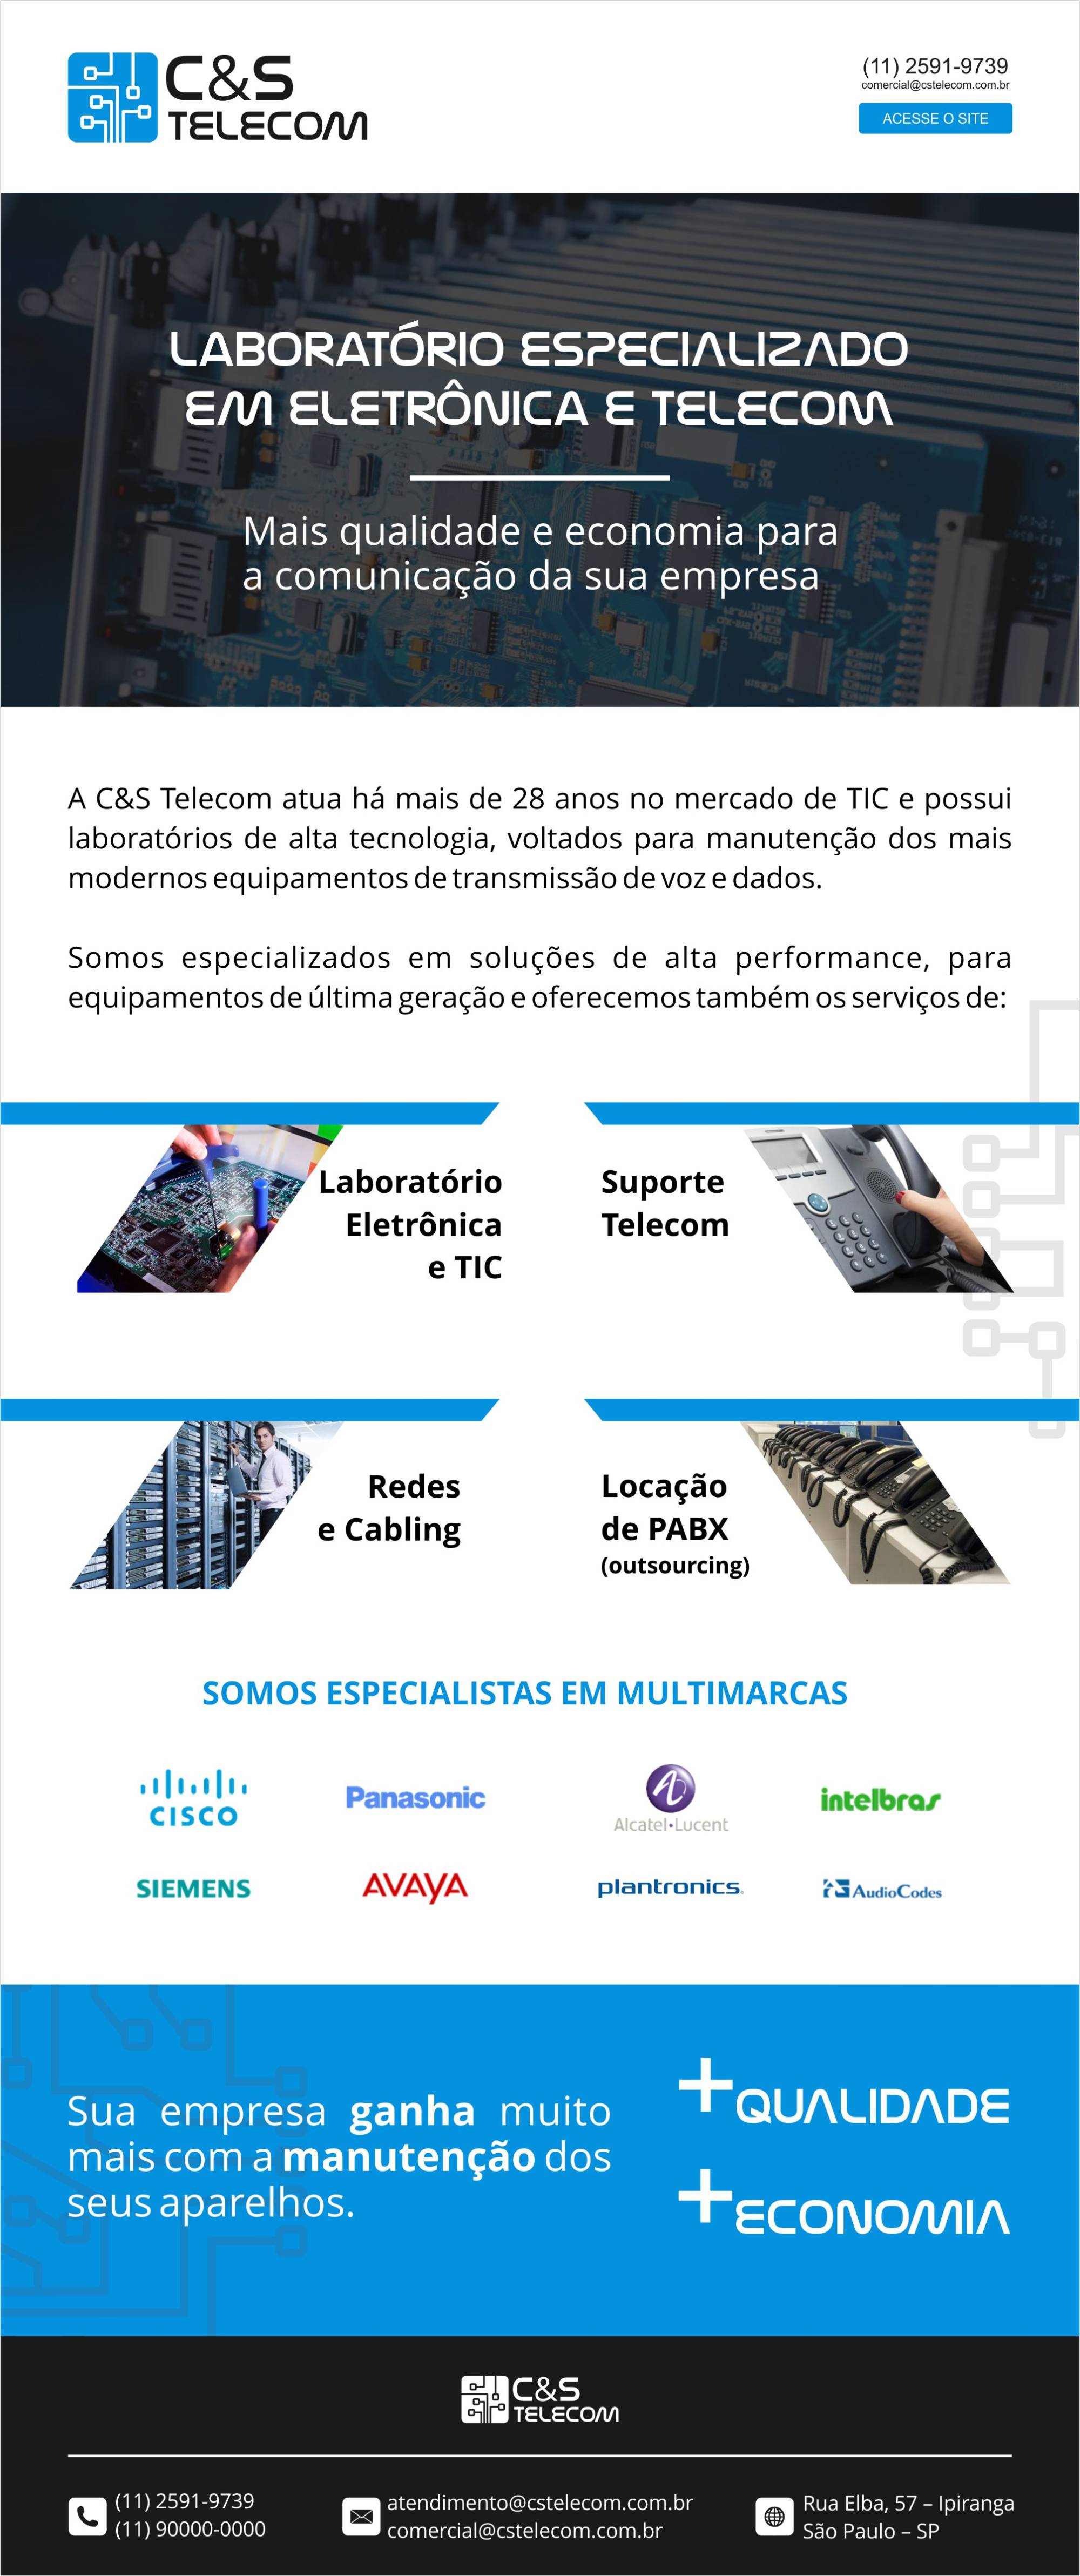 C&S
TELECOM
(11) 2591-9739
comercial@cstelecom.com.br
ACESSE O SITE
LABORATÓRIO ESPECIALIZADO
EM ELETRÔNICA E TELECOM
Mais qualidade e economia para
a comunicação da sua empresa
A C&S Telecom atua há mais de 28 anos no mercado de TIC e possui
laboratórios de alta tecnologia, voltados para manutenção dos mais
modernos equipamentos de transmissão de voz e dados.
Somos especializados em soluções de alta performance, para
equipamentos de última geração e oferecemos também os serviços de:
Laboratório
Eletrônica
e TIC
Suporte
Telecom
Redes
e Cabling
Locação
de PABX
(outsourcing)
SOMOS ESPECIALISTAS EM MULTIMARCAS
CISCO
Panasonic
Alcatel•Lucent
intelbras
SIEMENS
AVAYA
plantronics.
AudioCodes
Sua empresa ganha muito
mais com a manutenção dos
seus aparelhos.
+QUALIDADE
+ECONOMIA
C&S
TELECOM
(11) 2591-9739
(11) 90000-0000
atendimento@cstelecom.com.br
comercial@cstelecom.com.br
Rua Elba, 57 – Ipiranga
São Paulo – SP